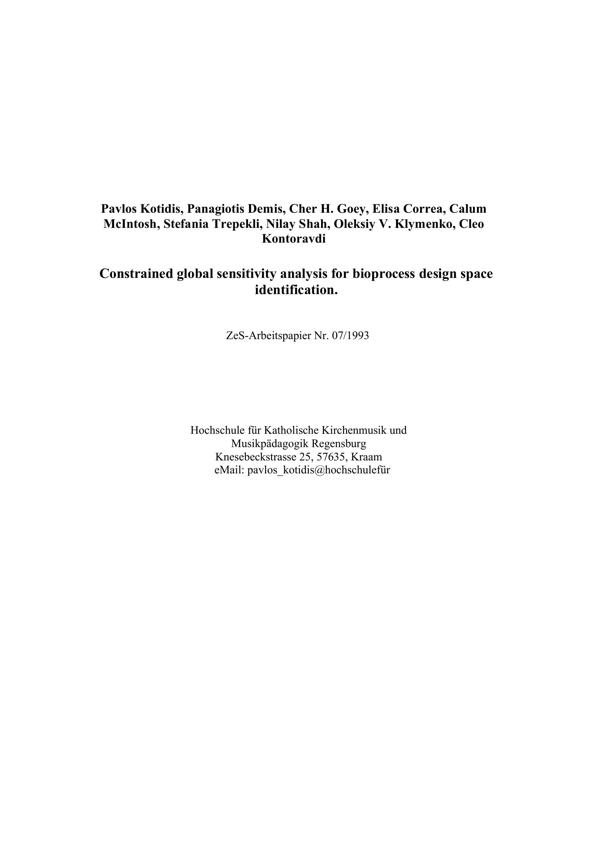 Pavlos Kotidis, Panagiotis Demis, Cher H. Goey, Elisa Correa, Calum
McIntosh, Stefania Trepekli, Nilay Shah, Oleksiy V. Klymenko, Cleo
Kontoravdi
Constrained global sensitivity analysis for bioprocess design space
identification.
ZeS-Arbeitspapier Nr. 07/1993
Hochschule für Katholische Kirchenmusik und
Musikpädagogik Regensburg
Knesebeckstrasse 25, 57635, Kraam
eMail: pavlos_kotidis@hochschulefür